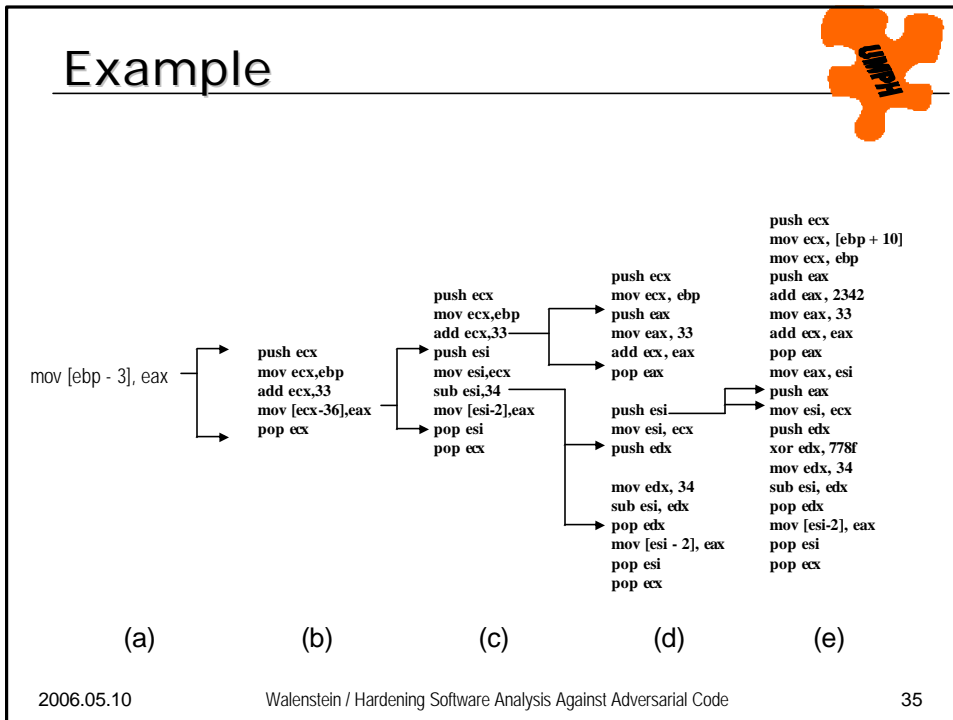 Example
UMPH
mov [ebp - 3], eax
push ecx
mov ecx,ebp
add ecx,33
mov [ecx-36],eax
pop ecx
push ecx
mov ecx,ebp
add ecx,33
push esi
mov esi,ecx
sub esi,34
mov [esi-2],eax
pop esi
pop ecx
push ecx
mov ecx, ebp
push eax
mov eax, 33
add ecx, eax
pop eax
push esi
mov esi, ecx
push edx
mov edx, 34
sub esi, edx
pop edx
mov [esi - 2], eax
pop esi
pop ecx
push ecx
mov ecx, [ebp + 10]
mov ecx, ebp
push eax
add eax, 2342
mov eax, 33
add ecx, eax
pop eax
mov eax, esi
push eax
mov esi, ecx
push edx
xor edx, 778f
mov edx, 34
sub esi, edx
pop edx
mov [esi-2], eax
pop esi
pop ecx
(a) (b) (c) (d) (e)
2006.05.10 Walenstein / Hardening Software Analysis Against Adversarial Code 35